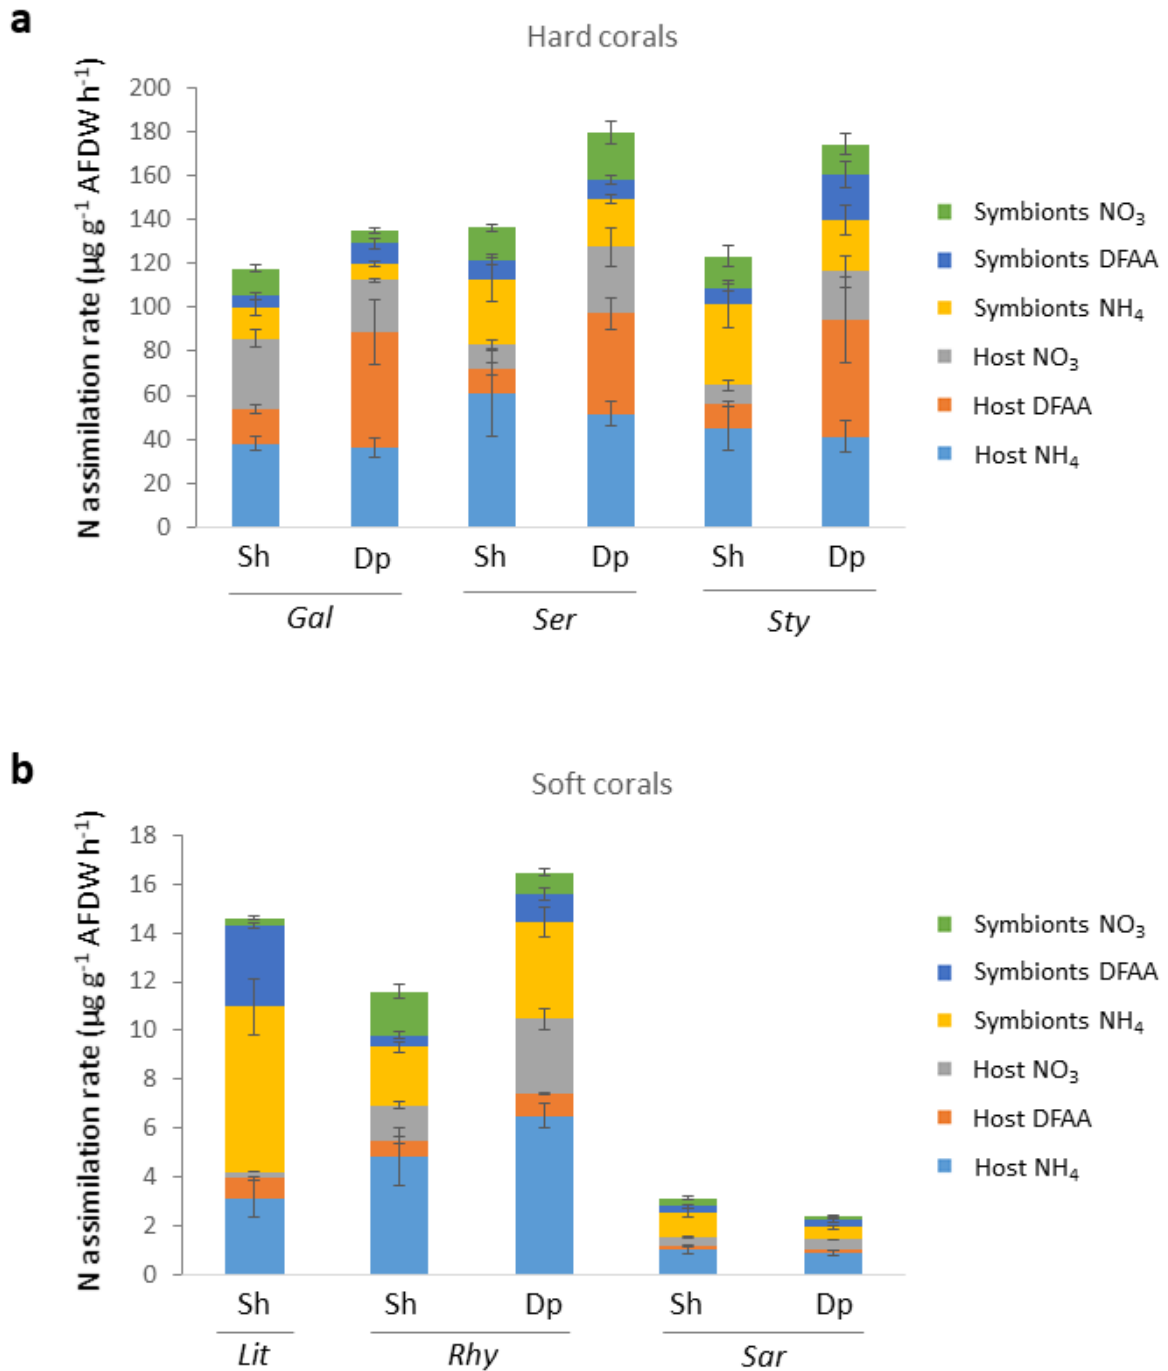 a
Hard corals
N assimilation rate (µg g⁻¹ AFDW h⁻¹)
200
180
160
140
120
100
80
60
40
20
0
Sh Dp Sh Dp Sh Dp
Gal Ser Sty
Symbionts NO₃
Symbionts DFAA
Symbionts NH₄
Host NO₃
Host DFAA
Host NH₄
b
Soft corals
N assimilation rate (µg g⁻¹ AFDW h⁻¹)
18
16
14
12
10
8
6
4
2
0
Sh Sh Dp Sh Dp
Lit Rhy Sar
Symbionts NO₃
Symbionts DFAA
Symbionts NH₄
Host NO₃
Host DFAA
Host NH₄